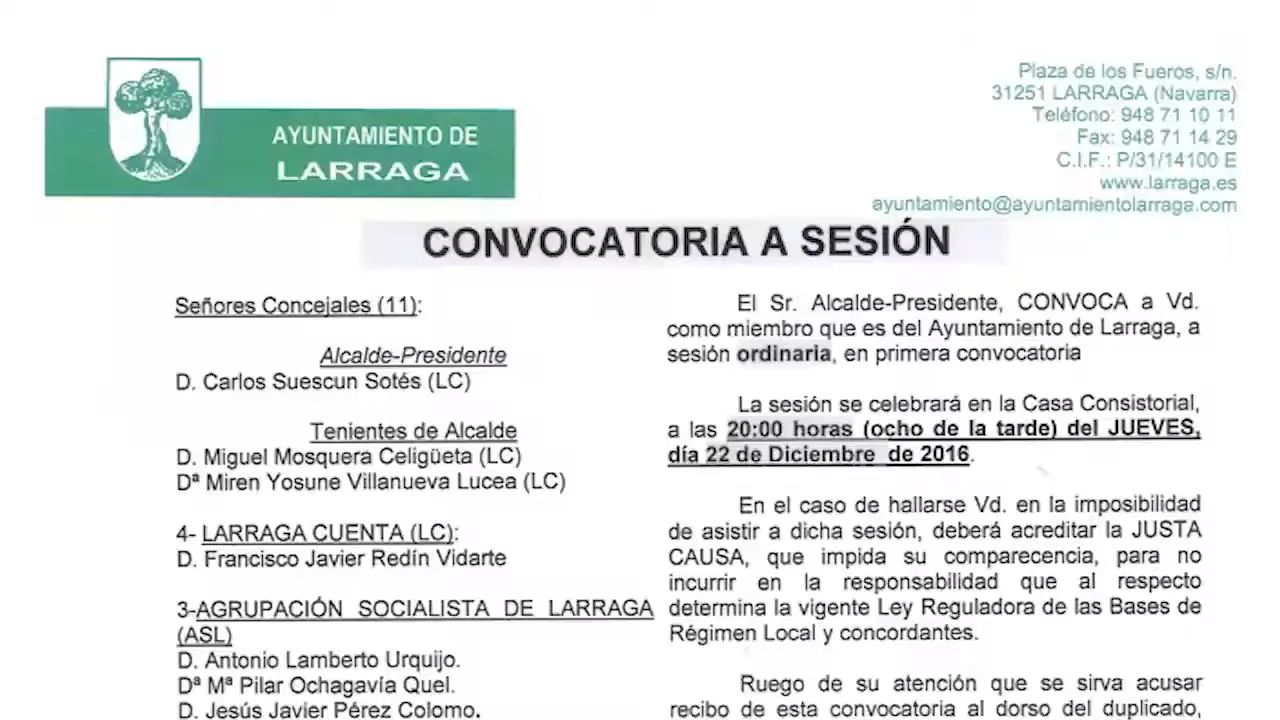 AYUNTAMIENTO DE
LARRAGA
Plaza de los Fueros, s/n.
31251 LARRAGA (Navarra)
Teléfono: 948 71 10 11
Fax: 948 71 14 29
C.I.F.: P/31/14100 E
www.larraga.es
ayuntamiento@ayuntamientolarraga.com
CONVOCATORIA A SESIÓN
Señores Concejales (11):
Alcalde-Presidente
D. Carlos Suescun Sotés (LC)
Tenientes de Alcalde
D. Miguel Mosquera Celigüeta (LC)
Dª Miren Yosune Villanueva Lucea (LC)
4- LARRAGA CUENTA (LC):
D. Francisco Javier Redín Vidarte
3-AGRUPACIÓN SOCIALISTA DE LARRAGA
(ASL)
D. Antonio Lamberto Urquijo.
Dª Mª Pilar Ochagavía Quel.
D. Jesús Javier Pérez Colomo.
El Sr. Alcalde-Presidente, CONVOCA a Vd.
como miembro que es del Ayuntamiento de Larraga, a
sesión ordinaria, en primera convocatoria
La sesión se celebrará en la Casa Consistorial,
a las 20:00 horas (ocho de la tarde) del JUEVES,
día 22 de Diciembre de 2016.
En el caso de hallarse Vd. en la imposibilidad
de asistir a dicha sesión, deberá acreditar la JUSTA
CAUSA, que impida su comparecencia, para no
incurrir en la responsabilidad que al respecto
determina la vigente Ley Reguladora de las Bases de
Régimen Local y concordantes.
Ruego de su atención que se sirva acusar
recibo de esta convocatoria al dorso del duplicado,